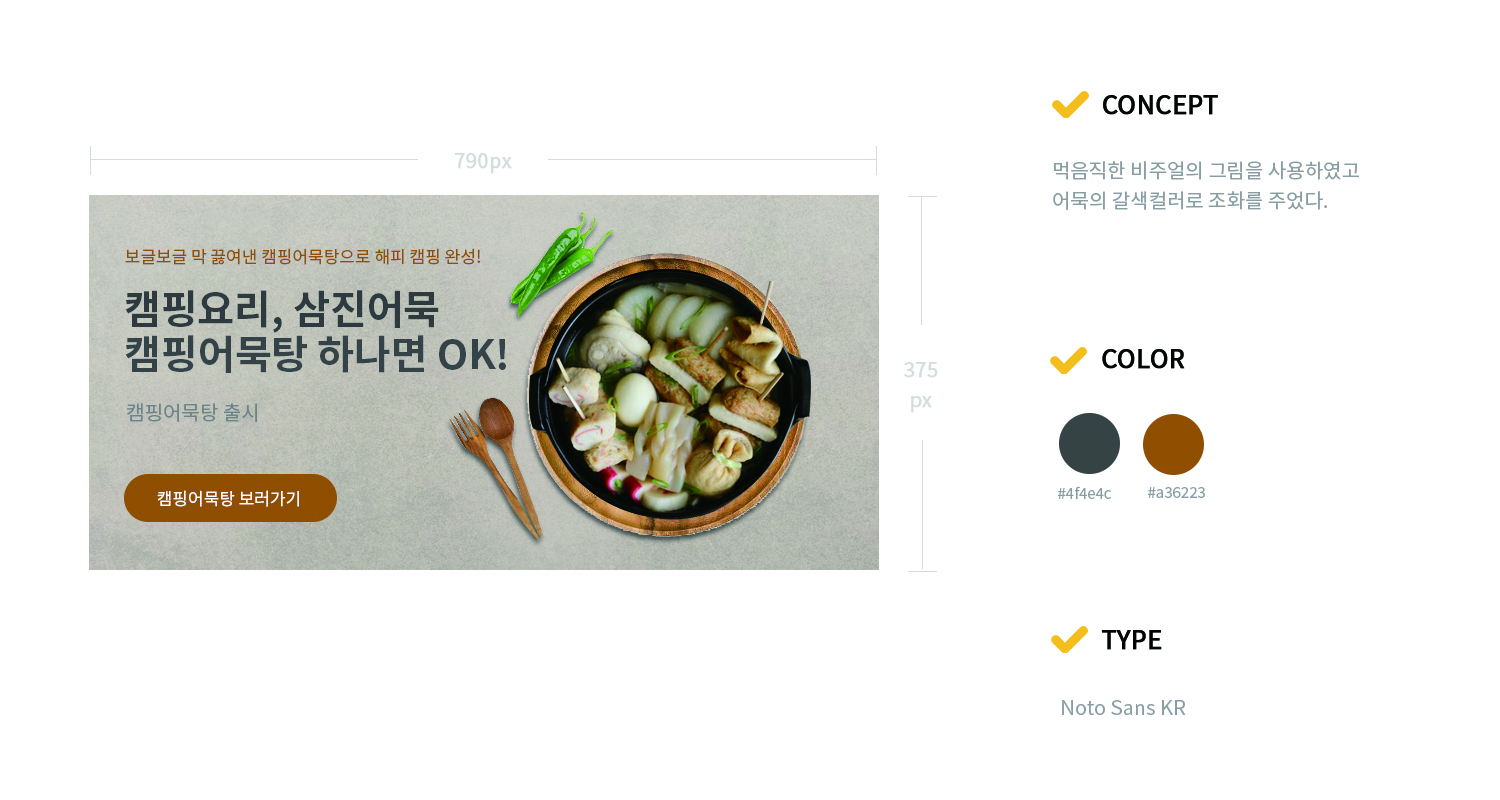 790px
보글보글 막 끓여낸 캠핑어묵탕으로 해피 캠핑 완성!
캠핑요리, 삼진어묵
캠핑어묵탕 하나면 OK!
캠핑어묵탕 출시
캠핑어묵탕 보러가기
375
px
CONCEPT
먹음직한 비주얼의 그림을 사용하였고
어묵의 갈색컬러로 조화를 주었다.
COLOR
#4f4e4c
#a36223
TYPE
Noto Sans KR